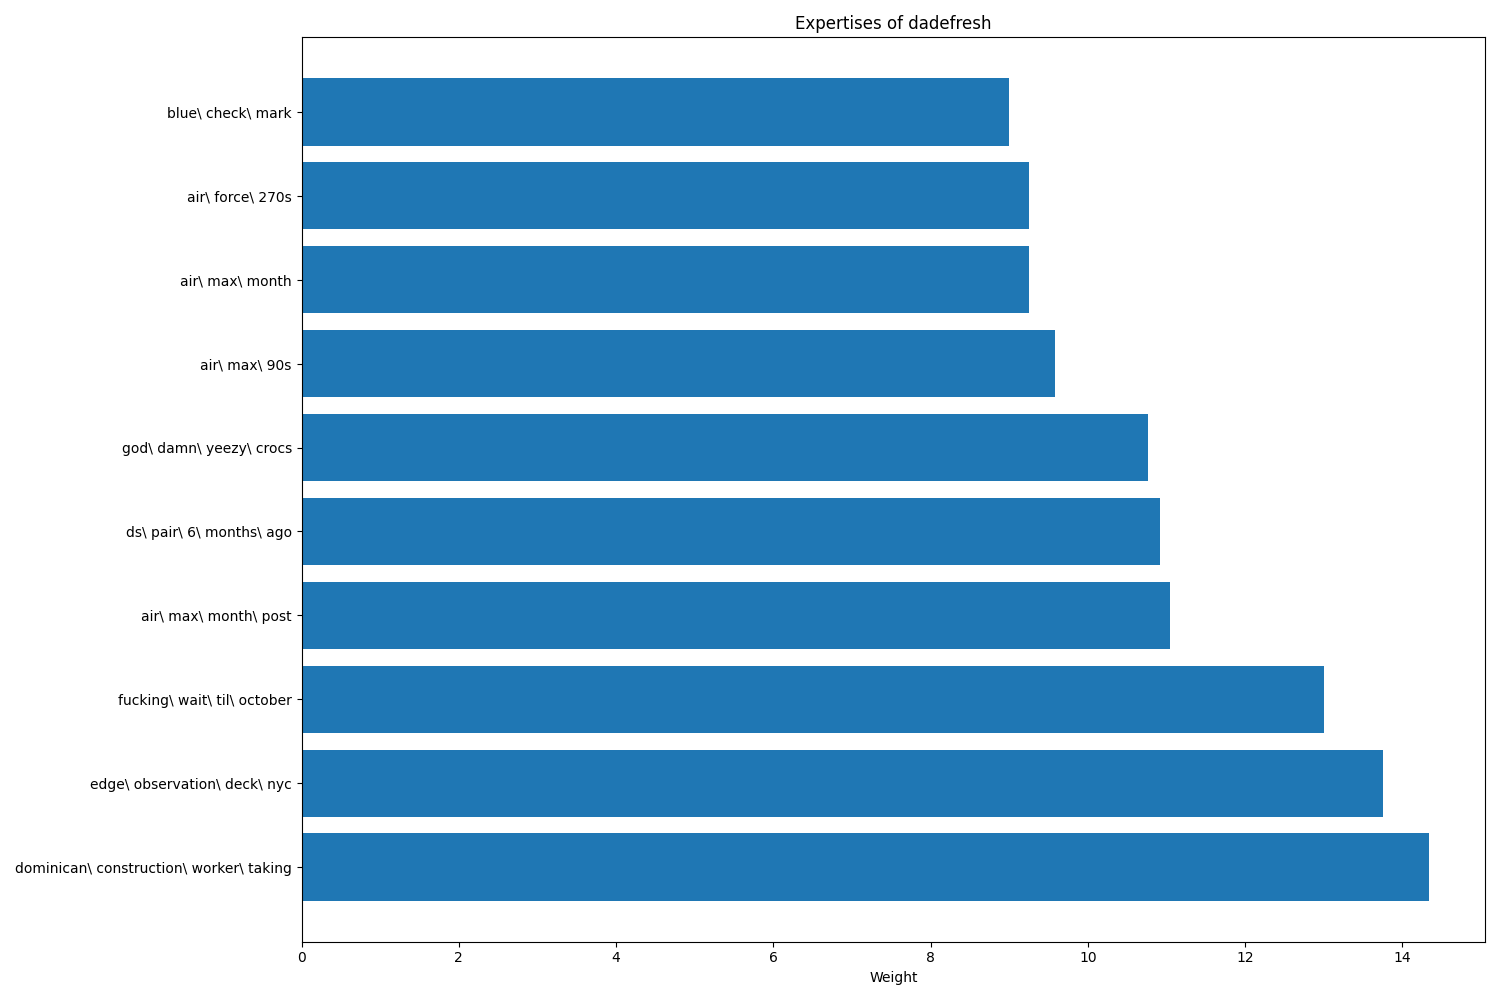 Expertises of dadefresh
blue\ check\ mark
air\ force\ 270s
air\ max\ month
air\ max\ 90s
god\ damn\ yeezy\ crocs
ds\ pair\ 6\ months\ ago
air\ max\ month\ post
fucking\ wait\ til\ october
edge\ observation\ deck\ nyc
dominican\ construction\ worker\ taking
0 2 4 6 8 10 12 14
Weight